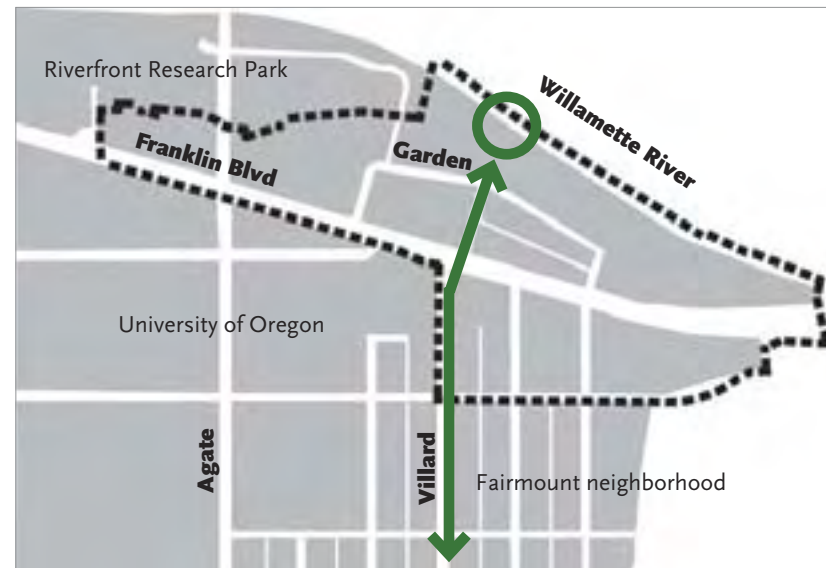 Riverfront Research Park
Willamette River
Franklin Blvd
Garden
University of Oregon
Agate
Villard
Fairmount neighborhood